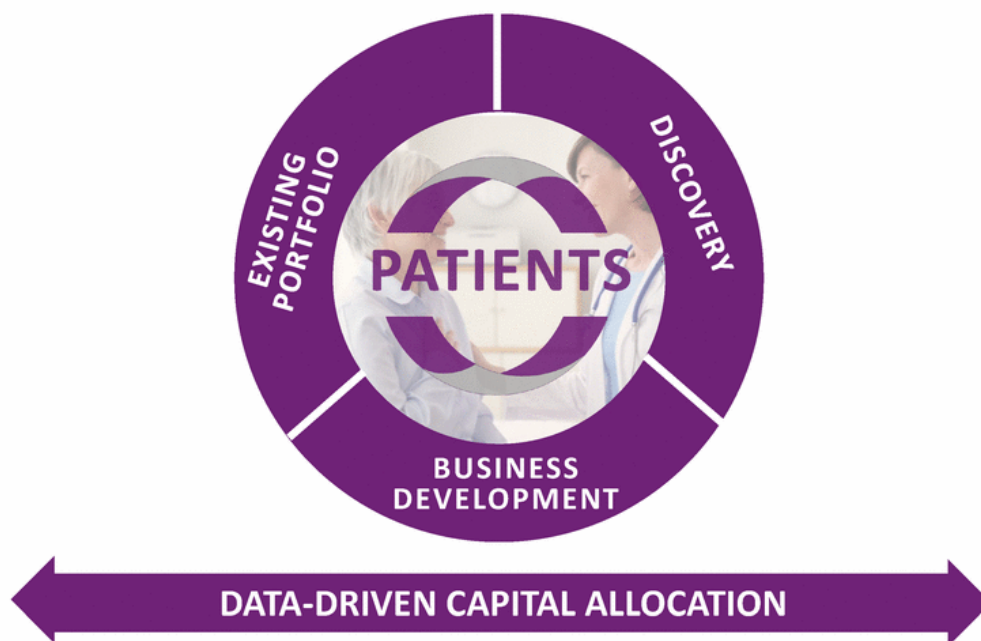 EXISTING
PORTFOLIO
DISCOVERY
PATIENTS
BUSINESS
DEVELOPMENT
DATA-DRIVEN CAPITAL ALLOCATION